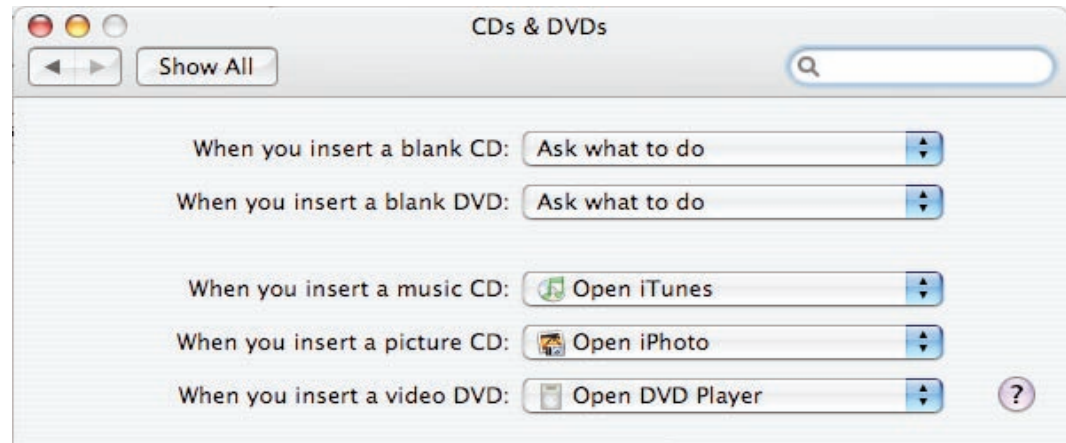 CDs & DVDs
Show All
When you insert a blank CD: Ask what to do
When you insert a blank DVD: Ask what to do
When you insert a music CD: Open iTunes
When you insert a picture CD: Open iPhoto
When you insert a video DVD: Open DVD Player ?